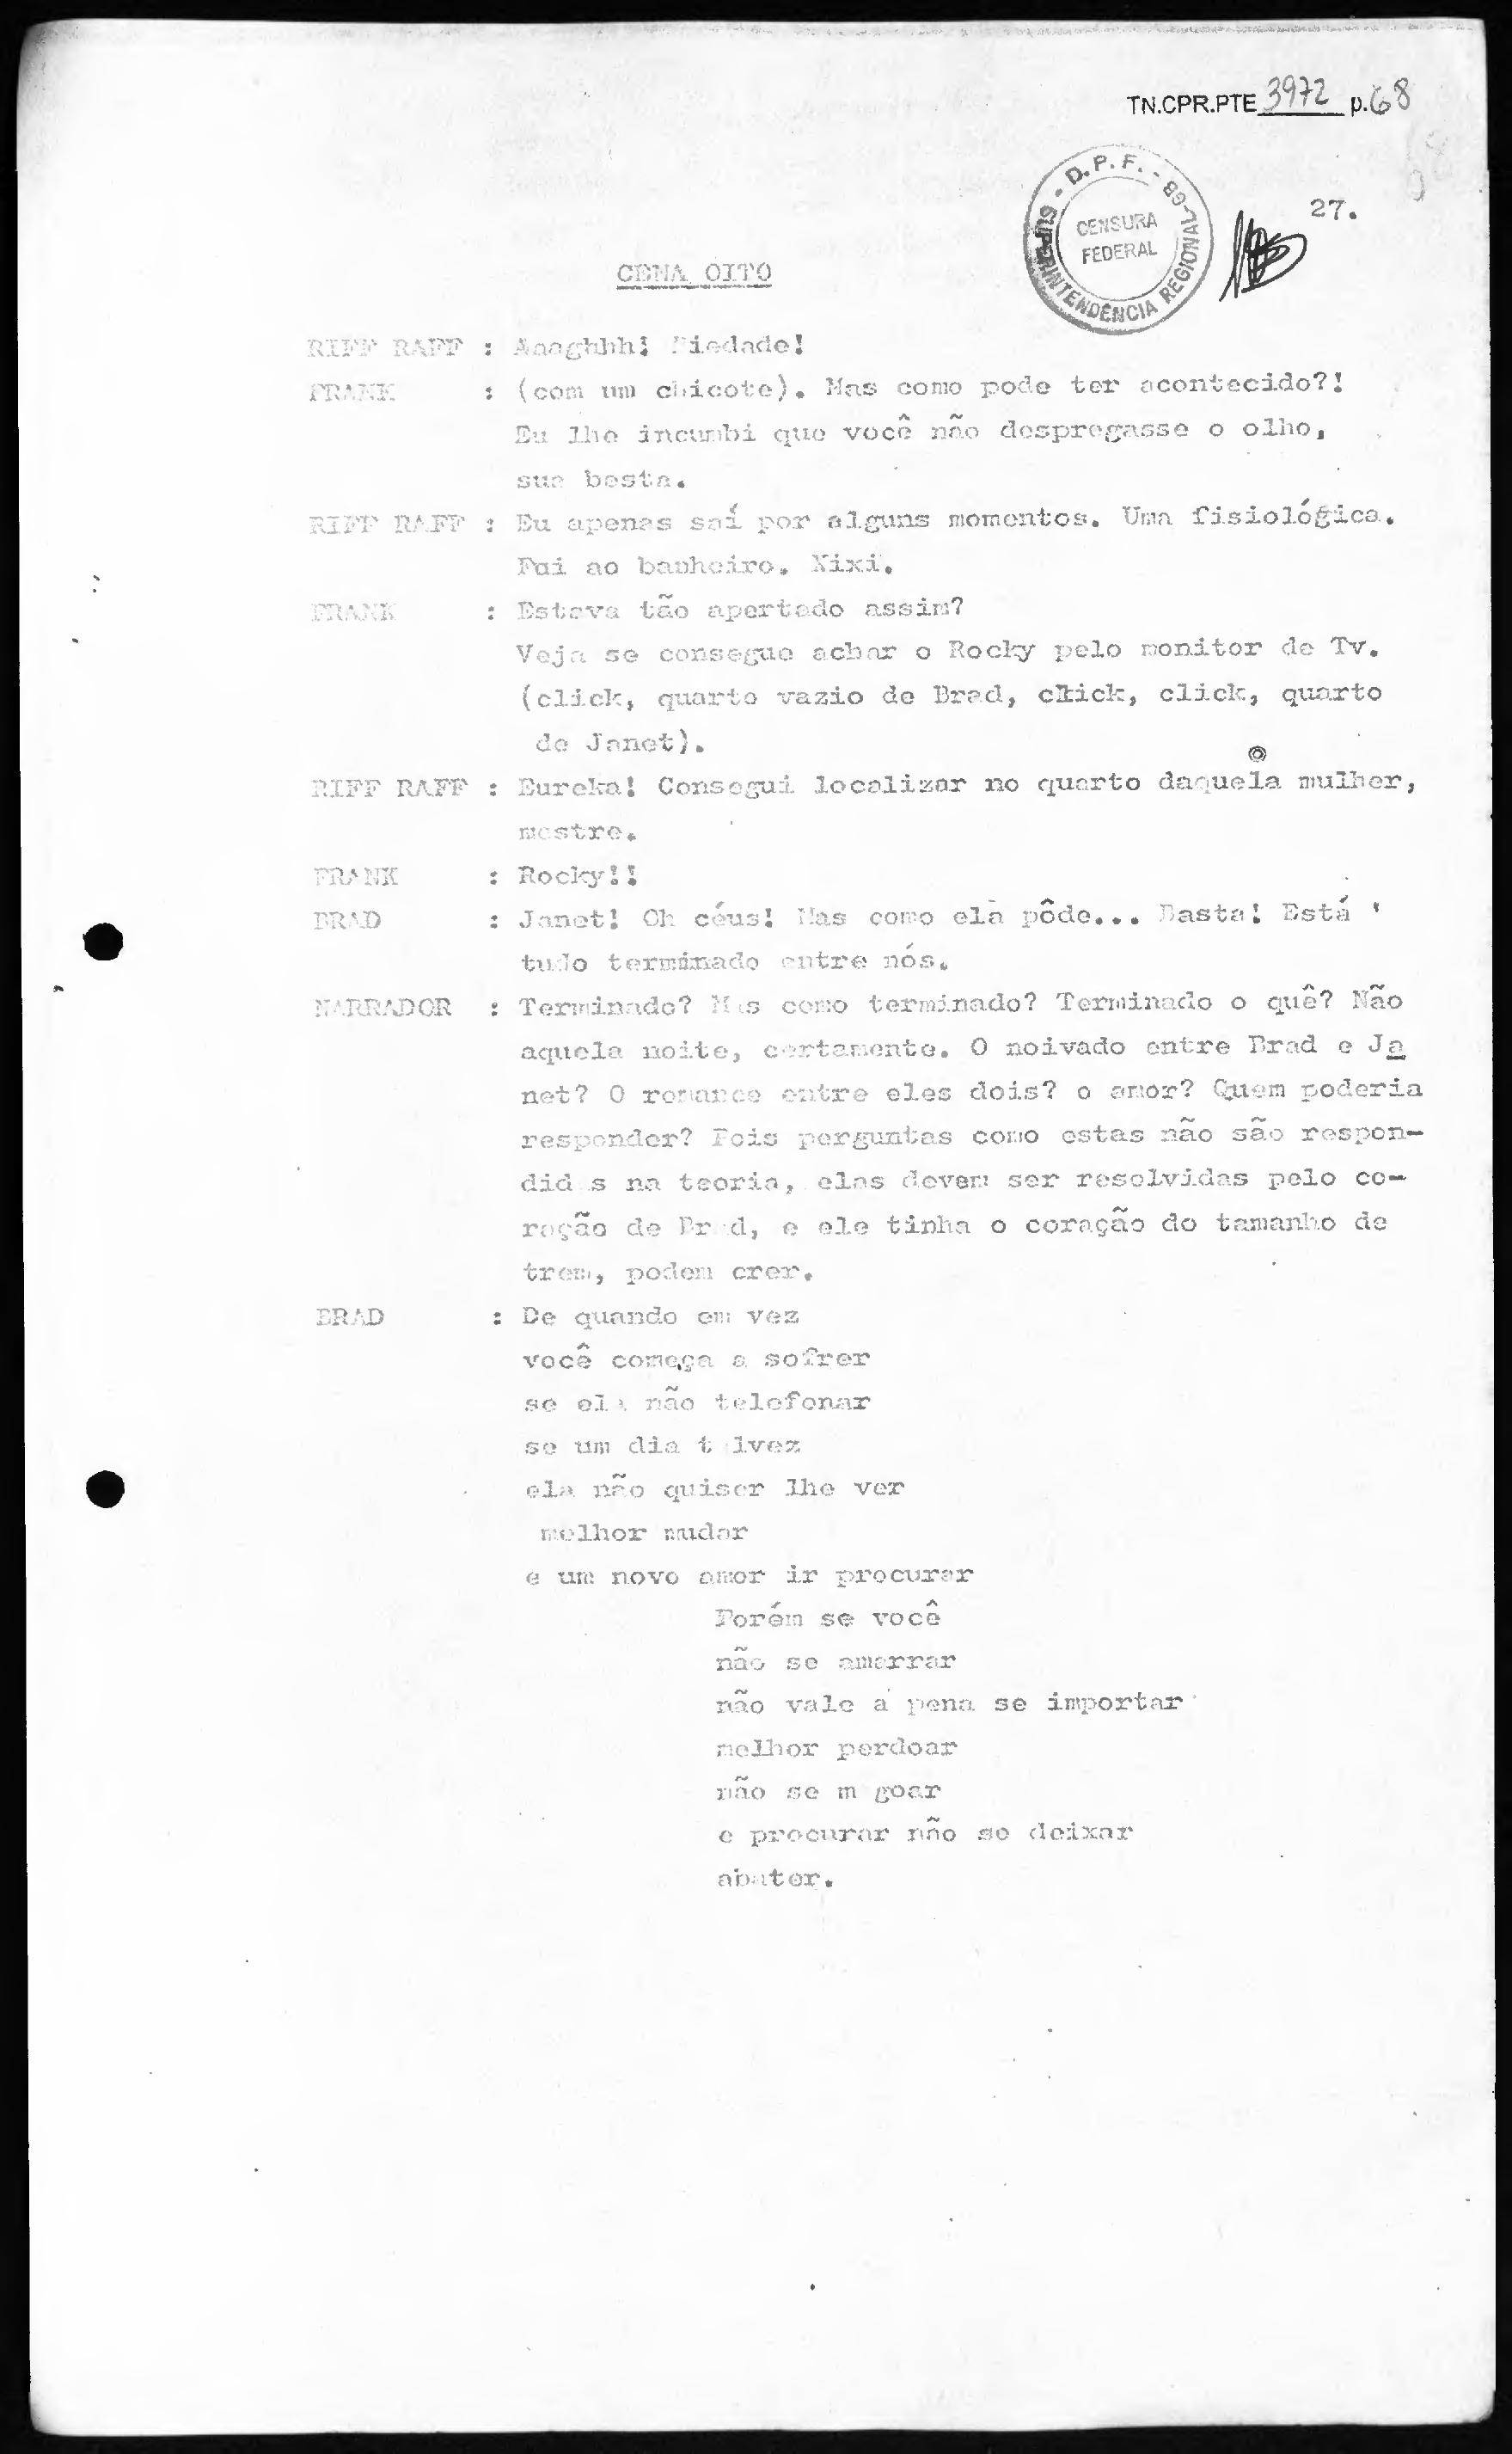 TN.CPR.PTE 3972 p.68
D.P.F. - SUPERINTENDÊNCIA REGIONAL-GB
CENSURA
FEDERAL
27.
CENA OITO
RIFF RAFF : Aaaghhh! Piedade!
FRANK : (com um chicote). Mas como pode ter acontecido?!
Eu lhe incumbi que você não despregasse o olho,
sua besta.
RIFF RAFF : Eu apenas saí por alguns momentos. Uma fisiológica.
Fui ao banheiro. Xixi.
FRANK : Estava tão apertado assim?
Veja se consegue achar o Rocky pelo monitor de Tv.
(click, quarto vazio de Brad, click, click, quarto
de Janet).
RIFF RAFF : Eureka! Consegui localizar no quarto daquela mulher,
mestre.
FRANK : Rocky!!
BRAD : Janet! Oh céus! Mas como ela pôde... Basta! Está '
tudo terminado entre nós.
NARRADOR : Terminado? Mas como terminado? Terminado o quê? Não
aquela noite, certamente. O noivado entre Brad e Ja
net? O romance entre eles dois? o amor? Quem poderia
responder? Pois perguntas como estas não são respon-
did s na teoria, elas devem ser resolvidas pelo co-
ração de Br d, e ele tinha o coração do tamanho de
trem, podem crer.
BRAD : De quando em vez
você começa a sofrer
se ela não telefonar
se um dia t lvez
ela não quiser lhe ver
melhor mudar
e um novo amor ir procurar
Porém se você
não se amarrar
não vale a pena se importar
melhor perdoar
não se m goar
e procurar não se deixar
abater.